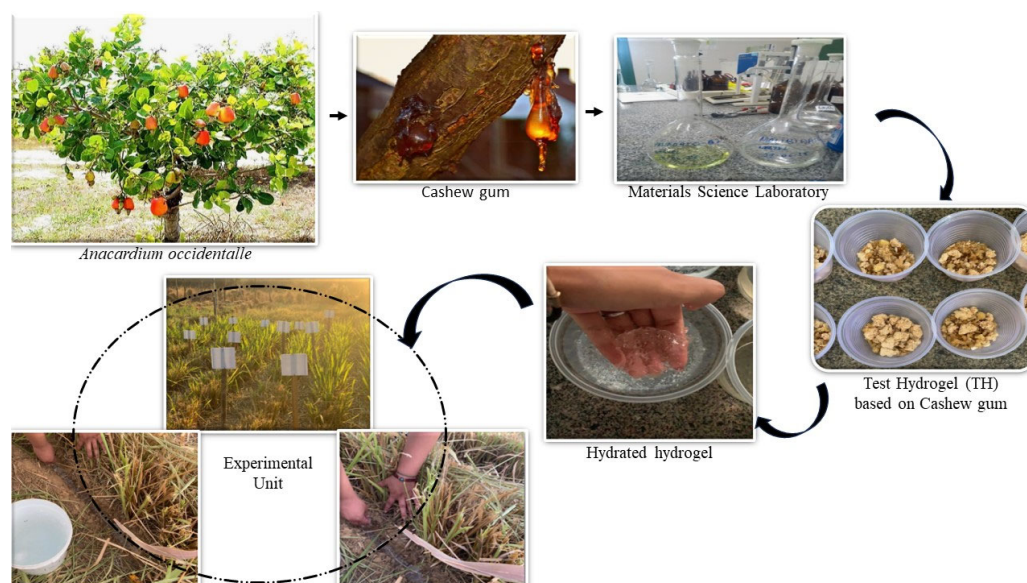 Cashew gum
Materials Science Laboratory
Anacardium occidentalle
Test Hydrogel (TH)
based on Cashew gum
Hydrated hydrogel
Experimental
Unit